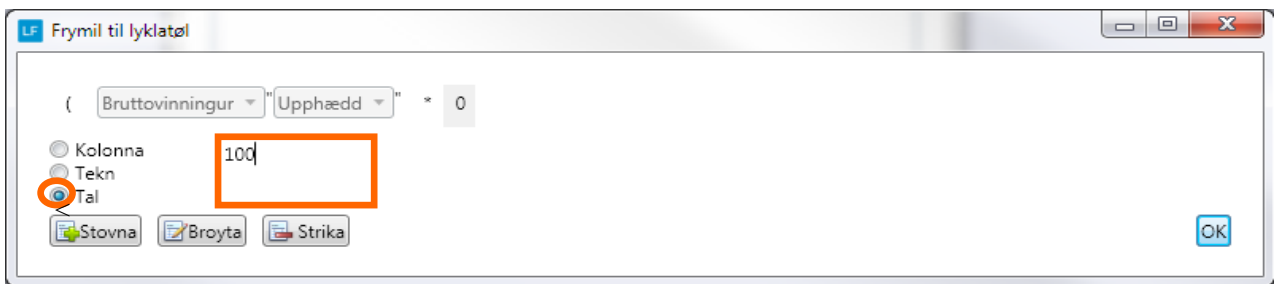 LF Frymil til lyklatøl
( Bruttovinningur "Upphædd " * 0
Kolonna
100
Tekn
Tal
<
Stovna Broyta Strika OK